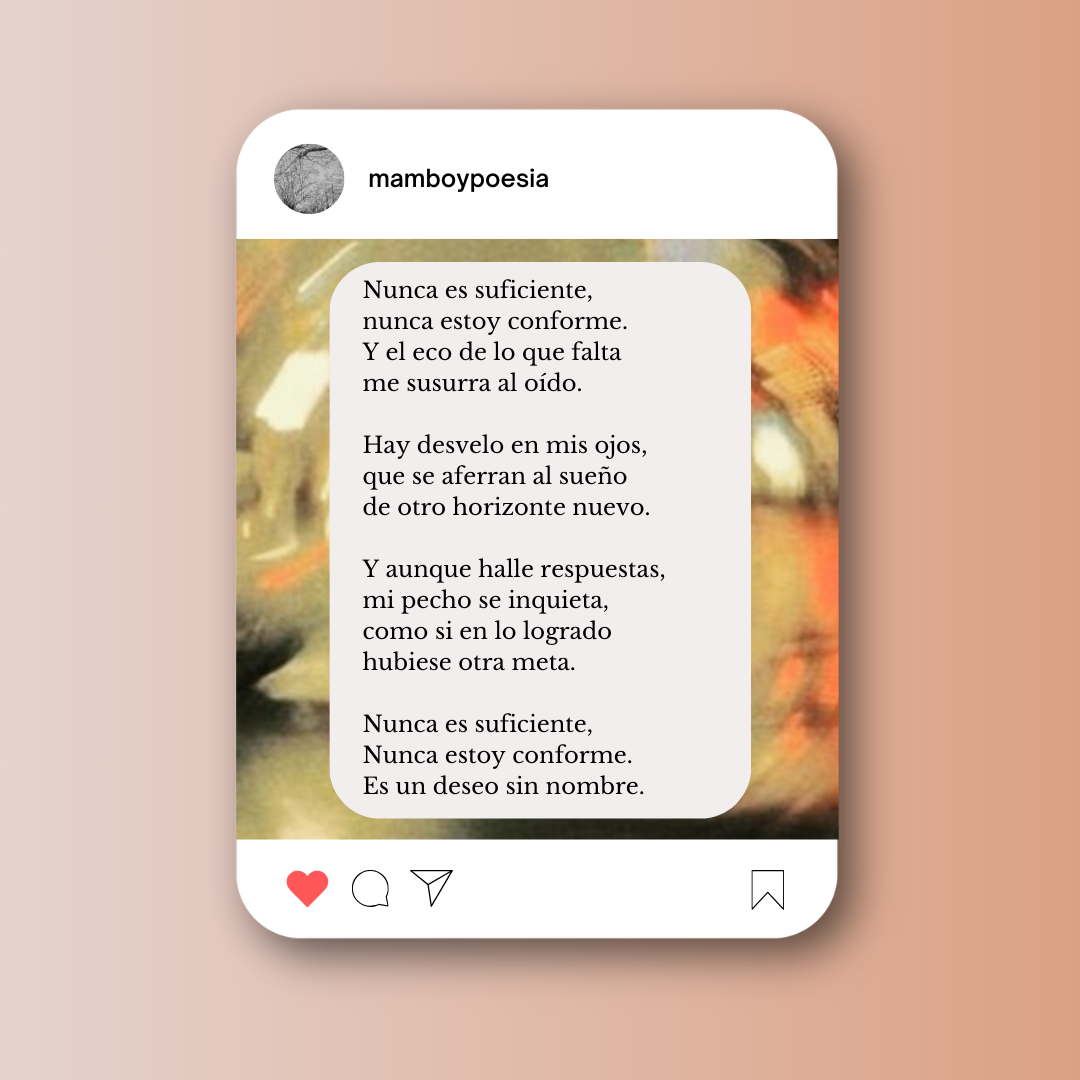 mamboypoesia
Nunca es suficiente,
nunca estoy conforme.
Y el eco de lo que falta
me susurra al oído.
Hay desvelo en mis ojos,
que se aferran al sueño
de otro horizonte nuevo.
Y aunque halle respuestas,
mi pecho se inquieta,
como si en lo logrado
hubiese otra meta.
Nunca es suficiente,
Nunca estoy conforme.
Es un deseo sin nombre.